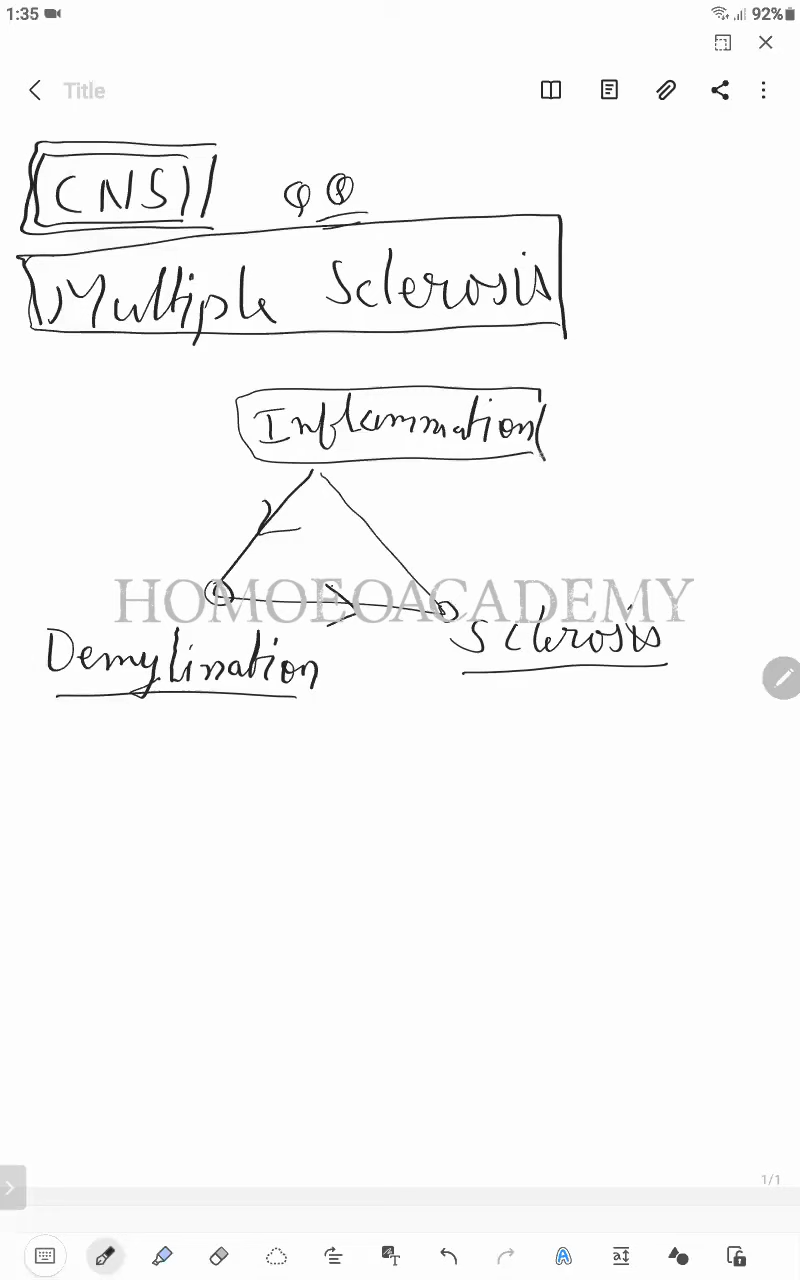 1:35 92%
Title
CNS
Multiple Sclerosis
Inflammation
HOMOEOACADEMY
Demylination
Sclerosis
1/1